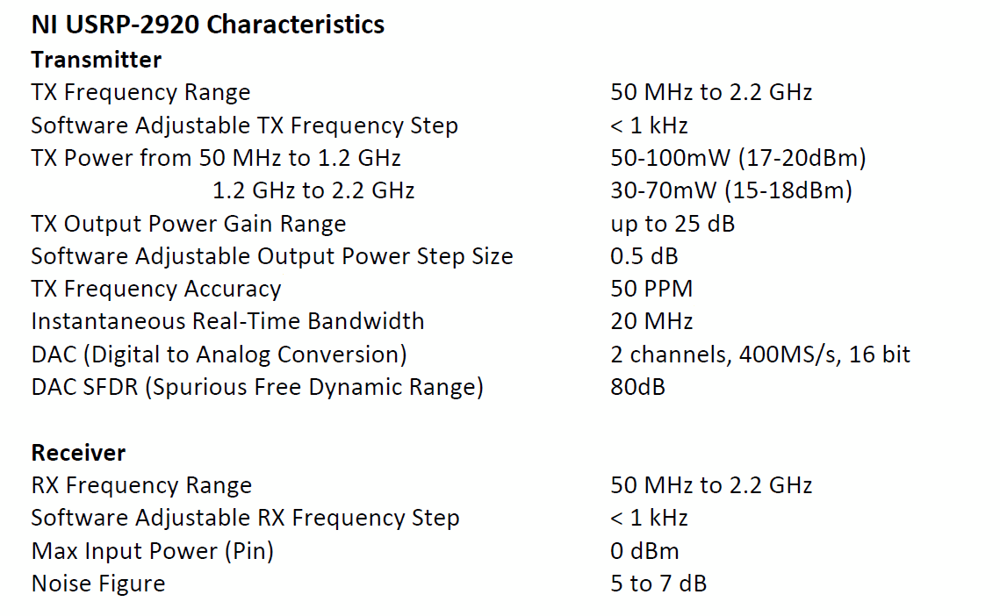 NI USRP-2920 Characteristics
Transmitter
TX Frequency Range 50 MHz to 2.2 GHz
Software Adjustable TX Frequency Step < 1 kHz
TX Power from 50 MHz to 1.2 GHz 50-100mW (17-20dBm)
1.2 GHz to 2.2 GHz 30-70mW (15-18dBm)
TX Output Power Gain Range up to 25 dB
Software Adjustable Output Power Step Size 0.5 dB
TX Frequency Accuracy 50 PPM
Instantaneous Real-Time Bandwidth 20 MHz
DAC (Digital to Analog Conversion) 2 channels, 400MS/s, 16 bit
DAC SFDR (Spurious Free Dynamic Range) 80dB
Receiver
RX Frequency Range 50 MHz to 2.2 GHz
Software Adjustable RX Frequency Step < 1 kHz
Max Input Power (Pin) 0 dBm
Noise Figure 5 to 7 dB